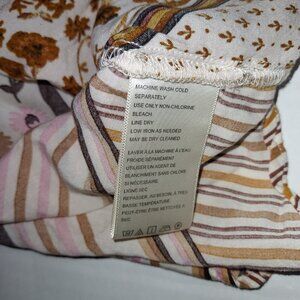 MACHINE WASH COLD
SEPARATELY
USE ONLY NON-CHLORINE
BLEACH
LINE DRY
LOW IRON AS NEEDED
MAY BE DRY CLEANED
LAVER À LA MACHINE À L'EAU
FROIDE SÉPARÉMENT
UTILISER UN AGENT DE
BLANCHIMENT SANS CHLORE
SI NÉCESSAIRE
LIGNE SEC
REPASSER, AU BESOIN, À TRÈS
BASSE TEMPÉRATURE
PEUT-ÊTRE ÊTRE NETTOYÉE À
SEC